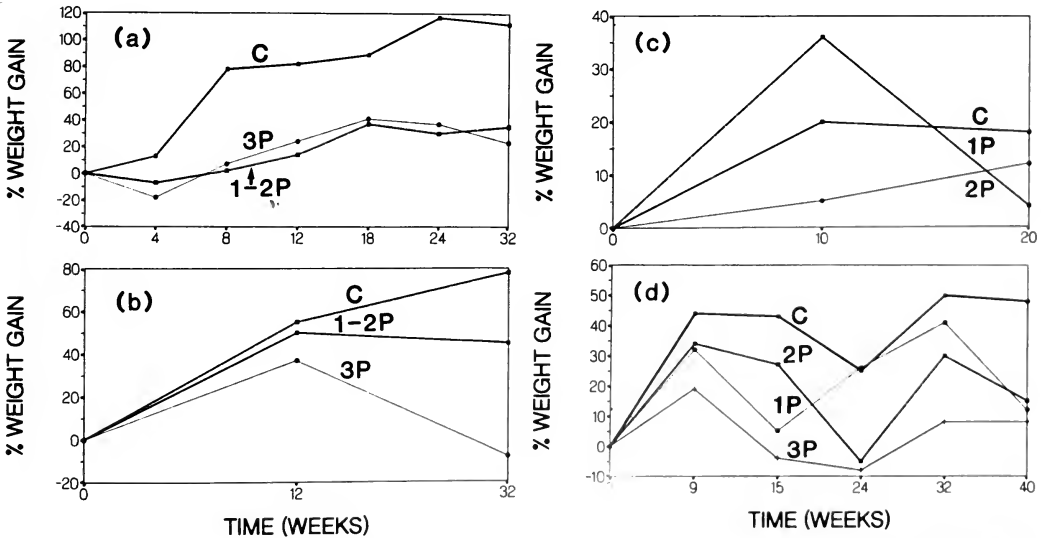 (a)
% WEIGHT GAIN
120
100
80
60
40
20
0
-20
-40
C
3P
1-2P
0 4 8 12 18 24 32
(b)
% WEIGHT GAIN
80
60
40
20
0
-20
C
1-2P
3P
0 12 32
TIME (WEEKS)
(c)
% WEIGHT GAIN
40
30
20
10
0
C
1P
2P
0 10 20
(d)
% WEIGHT GAIN
60
50
40
30
20
10
0
-10
C
2P
1P
3P
9 15 24 32 40
TIME (WEEKS)